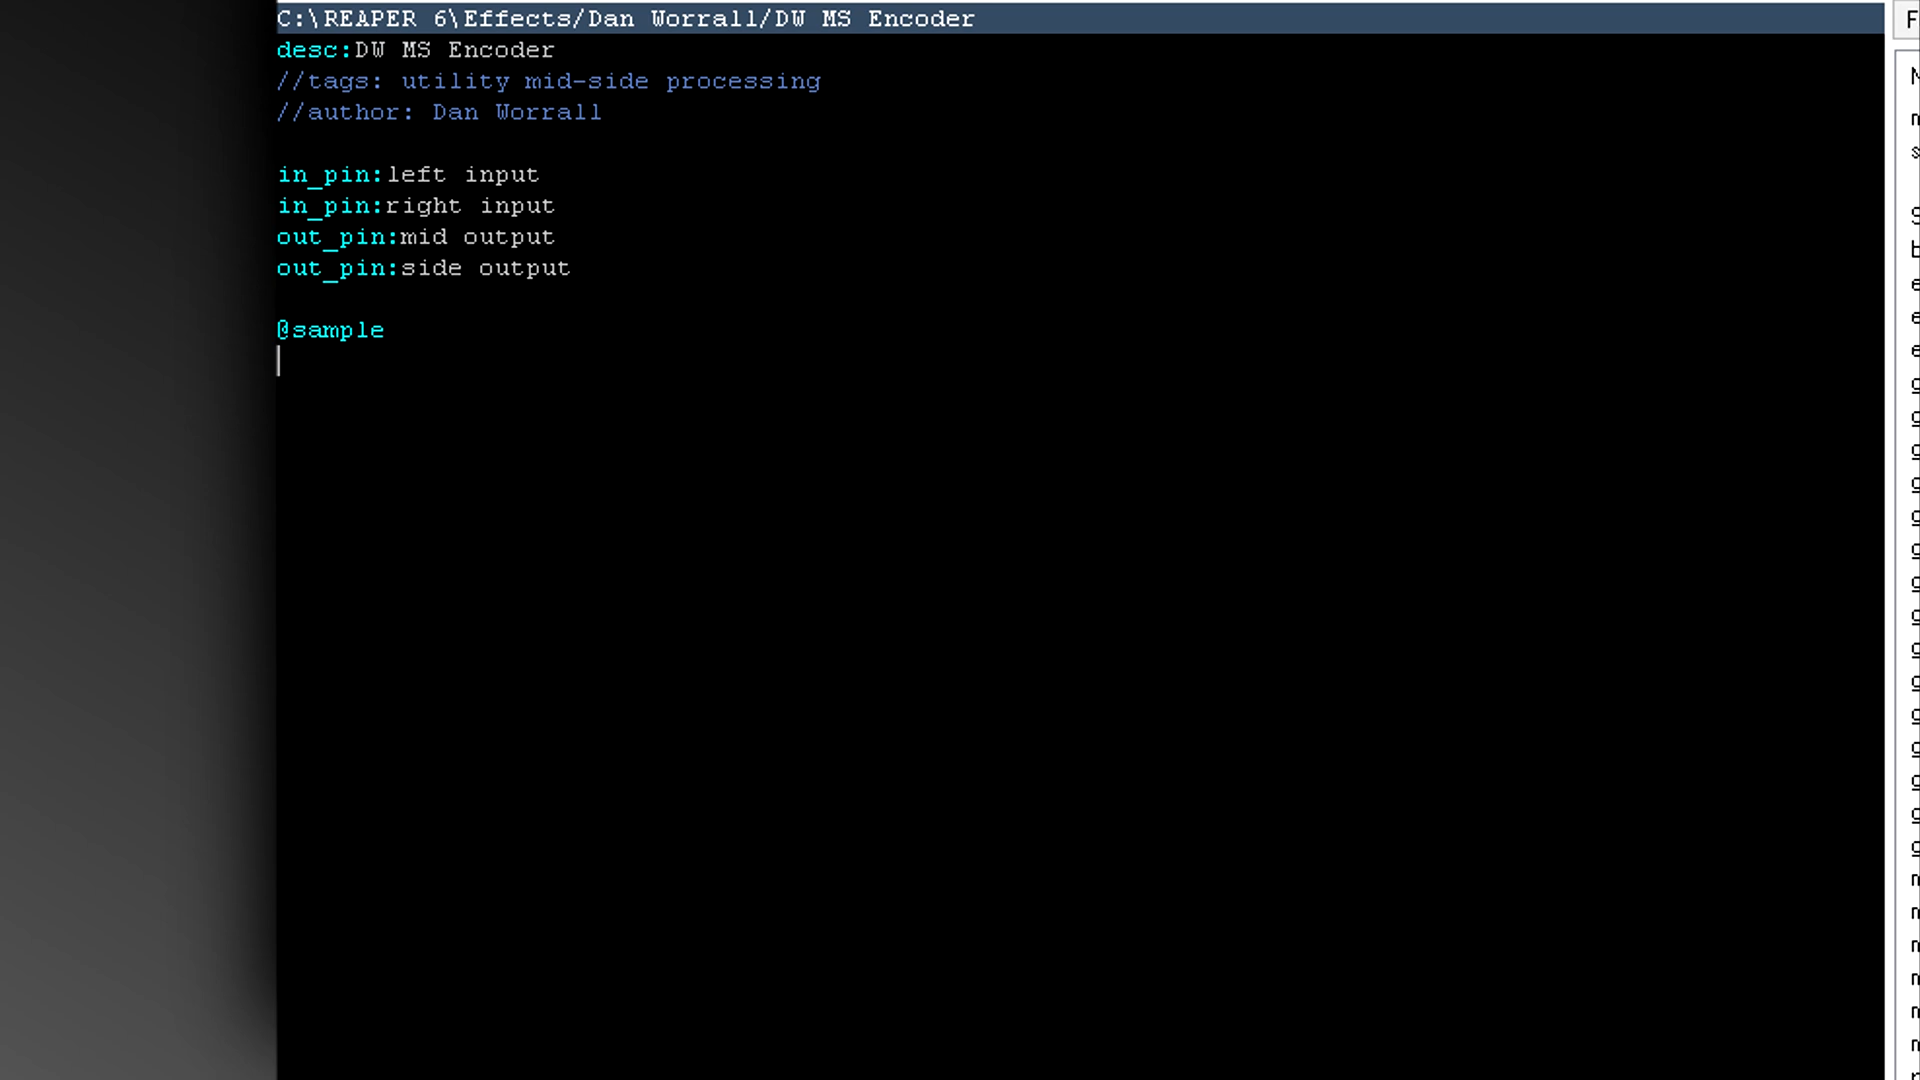 C:\REAPER 6\Effects/Dan Worrall/DW MS Encoder
desc:DW MS Encoder
//tags: utility mid-side processing
//author: Dan Worrall
in_pin:left input
in_pin:right input
out_pin:mid output
out_pin:side output
@sample